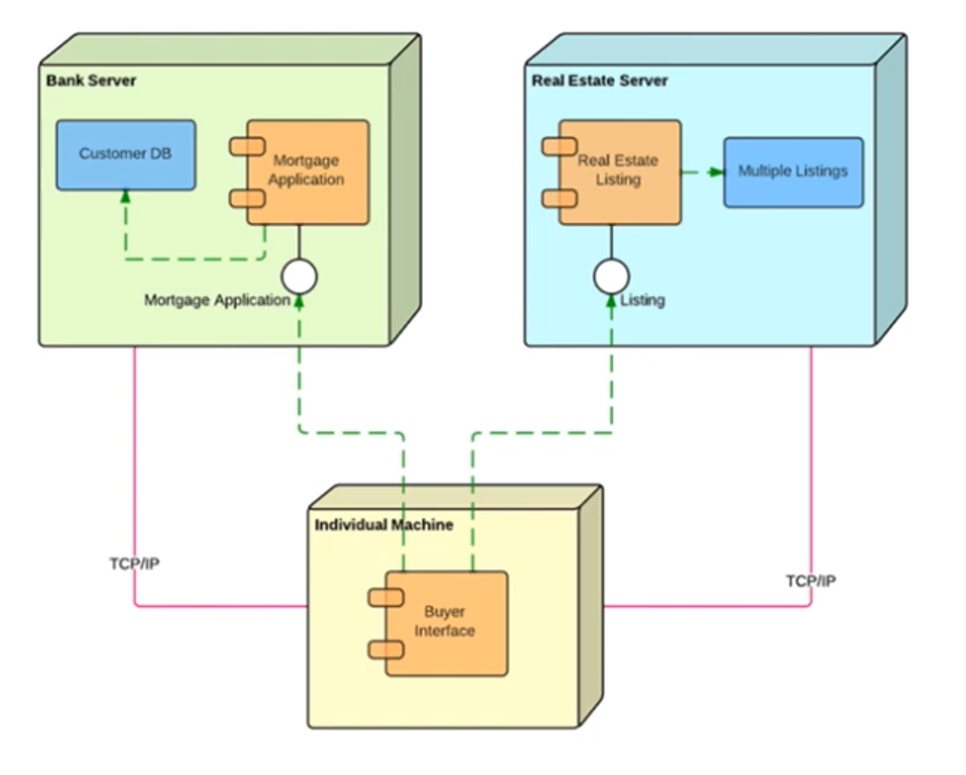 Bank Server
Customer DB
Mortgage
Application
Mortgage Application
Real Estate Server
Real Estate
Listing
Multiple Listings
Listing
TCP/IP
TCP/IP
Individual Machine
Buyer
Interface